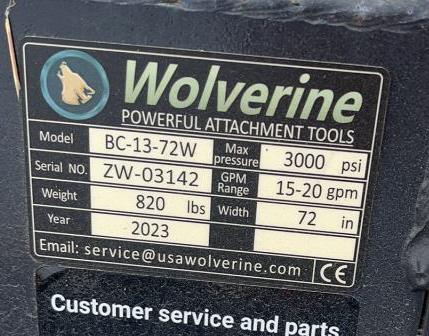 Wolverine
POWERFUL ATTACHMENT TOOLS
Model BC-13-72W Max pressure 3000 psi
Serial NO. ZW-03142 GPM Range 15-20 gpm
Weight 820 lbs Width 72 in
Year 2023
Email: service@usawolverine.com CE
Customer service and parts